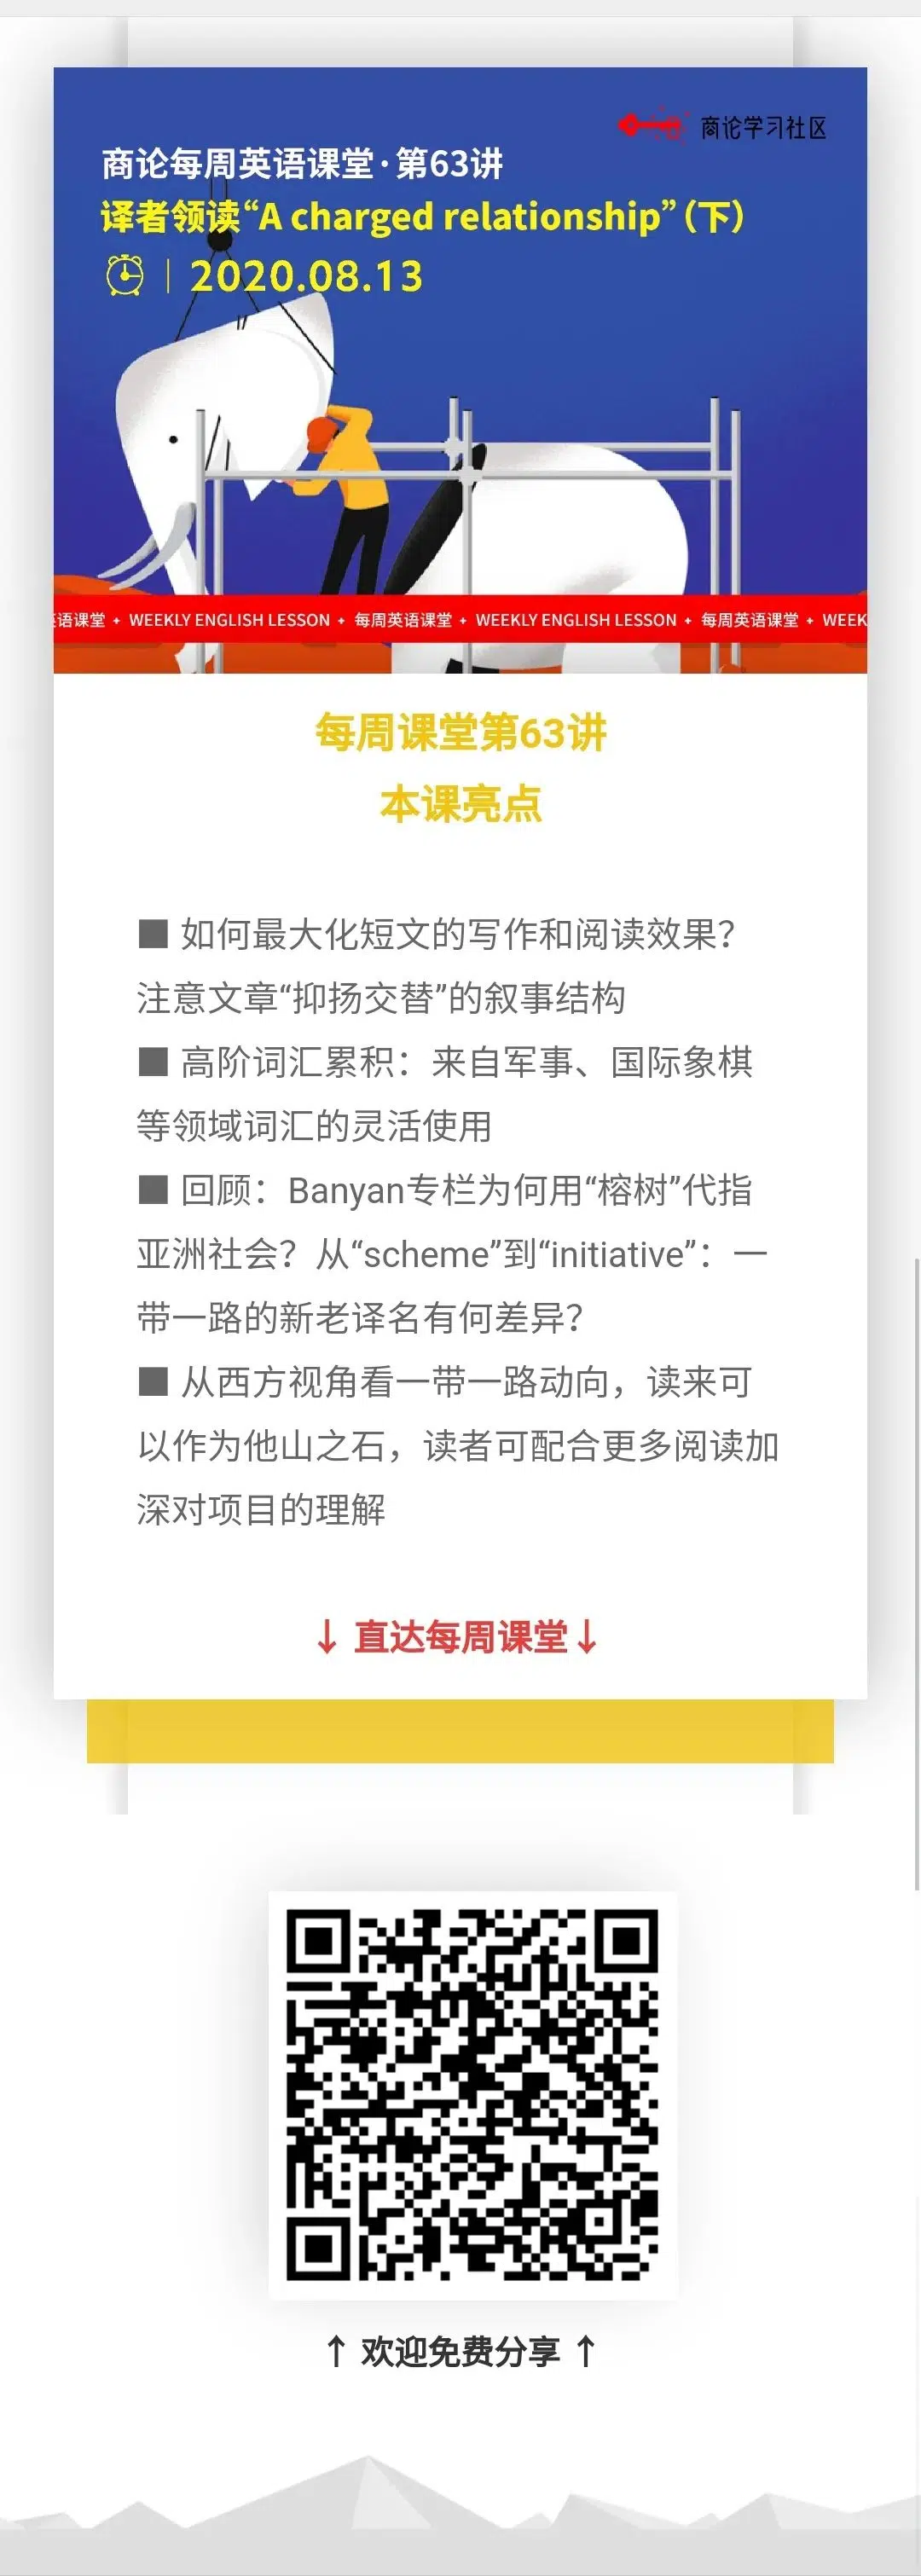 商论学习社区
商论每周英语课堂·第63讲
译者领读“A charged relationship”（下）
2020.08.13
语课堂 + WEEKLY ENGLISH LESSON + 每周英语课堂 + WEEKLY ENGLISH LESSON + 每周英语课堂 + WEEK
每周课堂第63讲
本课亮点
■ 如何最大化短文的写作和阅读效果？
注意文章“抑扬交替”的叙事结构
■ 高阶词汇累积：来自军事、国际象棋
等领域词汇的灵活使用
■ 回顾：Banyan专栏为何用“榕树”代指
亚洲社会？从“scheme”到“initiative”：一
带一路的新老译名有何差异？
■ 从西方视角看一带一路动向，读来可
以作为他山之石，读者可配合更多阅读加
深对项目的理解
↓ 直达每周课堂↓
↑ 欢迎免费分享 ↑